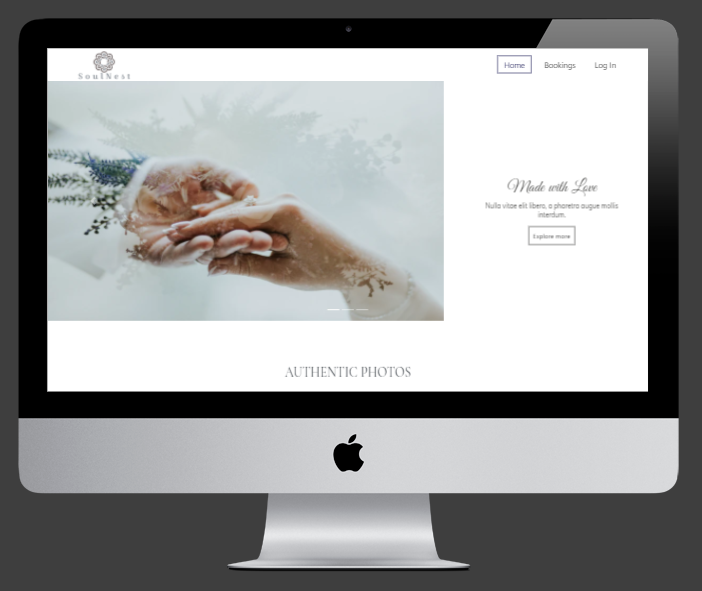 SoulNest
Home
Bookings
Log In
Made with Love
Nulla vitae elit libero, a pharetra augue mollis
interdum.
Explore more
AUTHENTIC PHOTOS